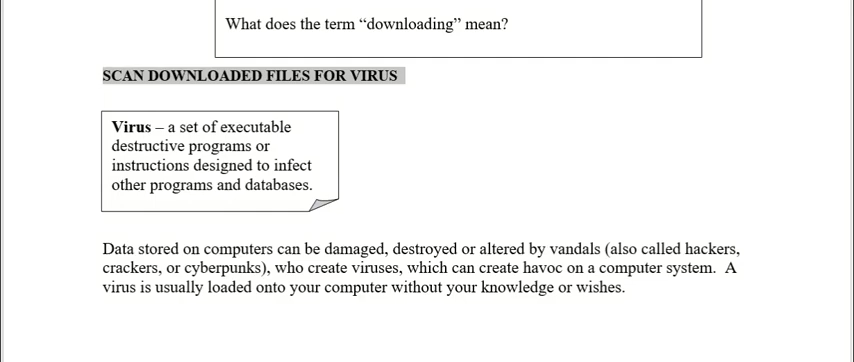 What does the term “downloading” mean?
SCAN DOWNLOADED FILES FOR VIRUS
Virus – a set of executable
destructive programs or
instructions designed to infect
other programs and databases.
Data stored on computers can be damaged, destroyed or altered by vandals (also called hackers,
crackers, or cyberpunks), who create viruses, which can create havoc on a computer system.  A
virus is usually loaded onto your computer without your knowledge or wishes.